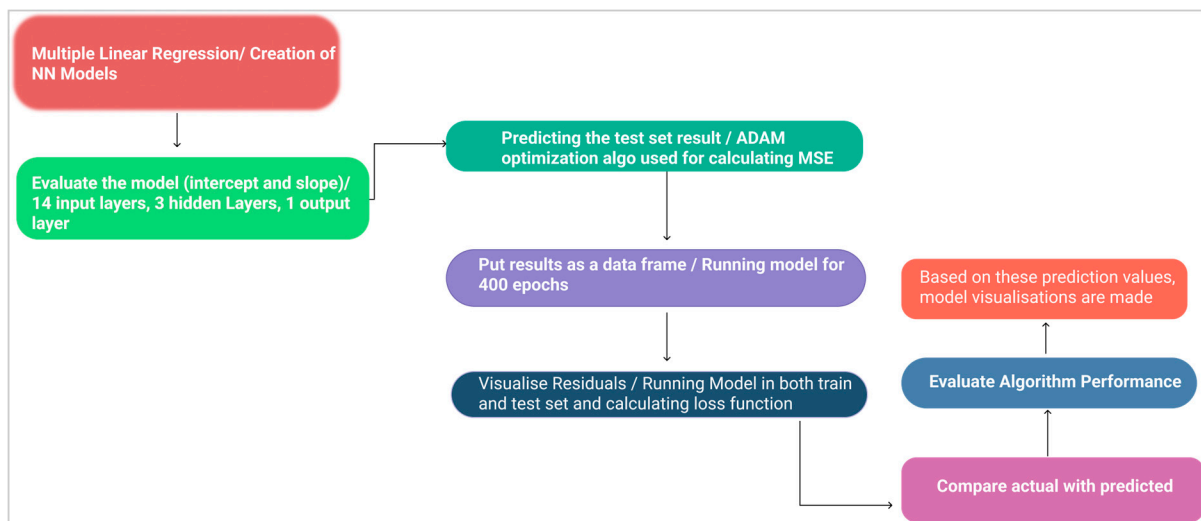 Multiple Linear Regression/ Creation of
NN Models
Evaluate the model (intercept and slope)/
14 input layers, 3 hidden Layers, 1 output
layer
Predicting the test set result / ADAM
optimization algo used for calculating MSE
Put results as a data frame / Running model for
400 epochs
Visualise Residuals / Running Model in both train
and test set and calculating loss function
Compare actual with predicted
Evaluate Algorithm Performance
Based on these prediction values,
model visualisations are made